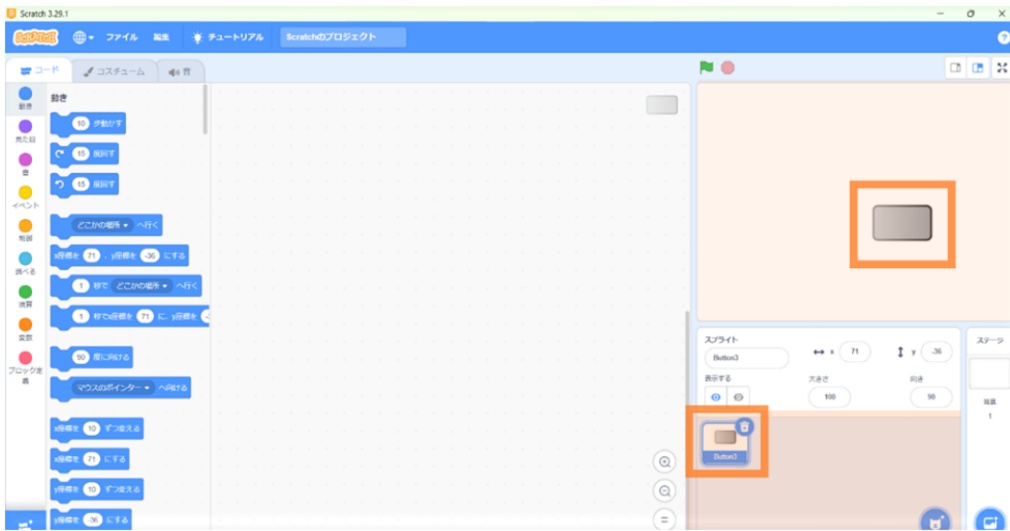 Scratch 3.29.1
SCRATCH
ファイル 編集 チュートリアル Scratchのプロジェクト
コード コスチューム 音
動き
見た目
音
イベント
制御
調べる
演算
変数
ブロック定義
動き
10 歩動かす
15 度回す
15 度回す
どこかの場所 へ行く
x座標を 71 、y座標を -36 にする
1 秒で どこかの場所 へ行く
1 秒でx座標を 71 に、y座標を
90 度に向ける
マウスのポインター へ向ける
x座標を 10 ずつ変える
x座標を 71 にする
y座標を 10 ずつ変える
y座標を -36 にする
スプライト
Button3
x 71
y -36
表示する
大きさ
100
向き
90
Button3
ステージ
背景
1